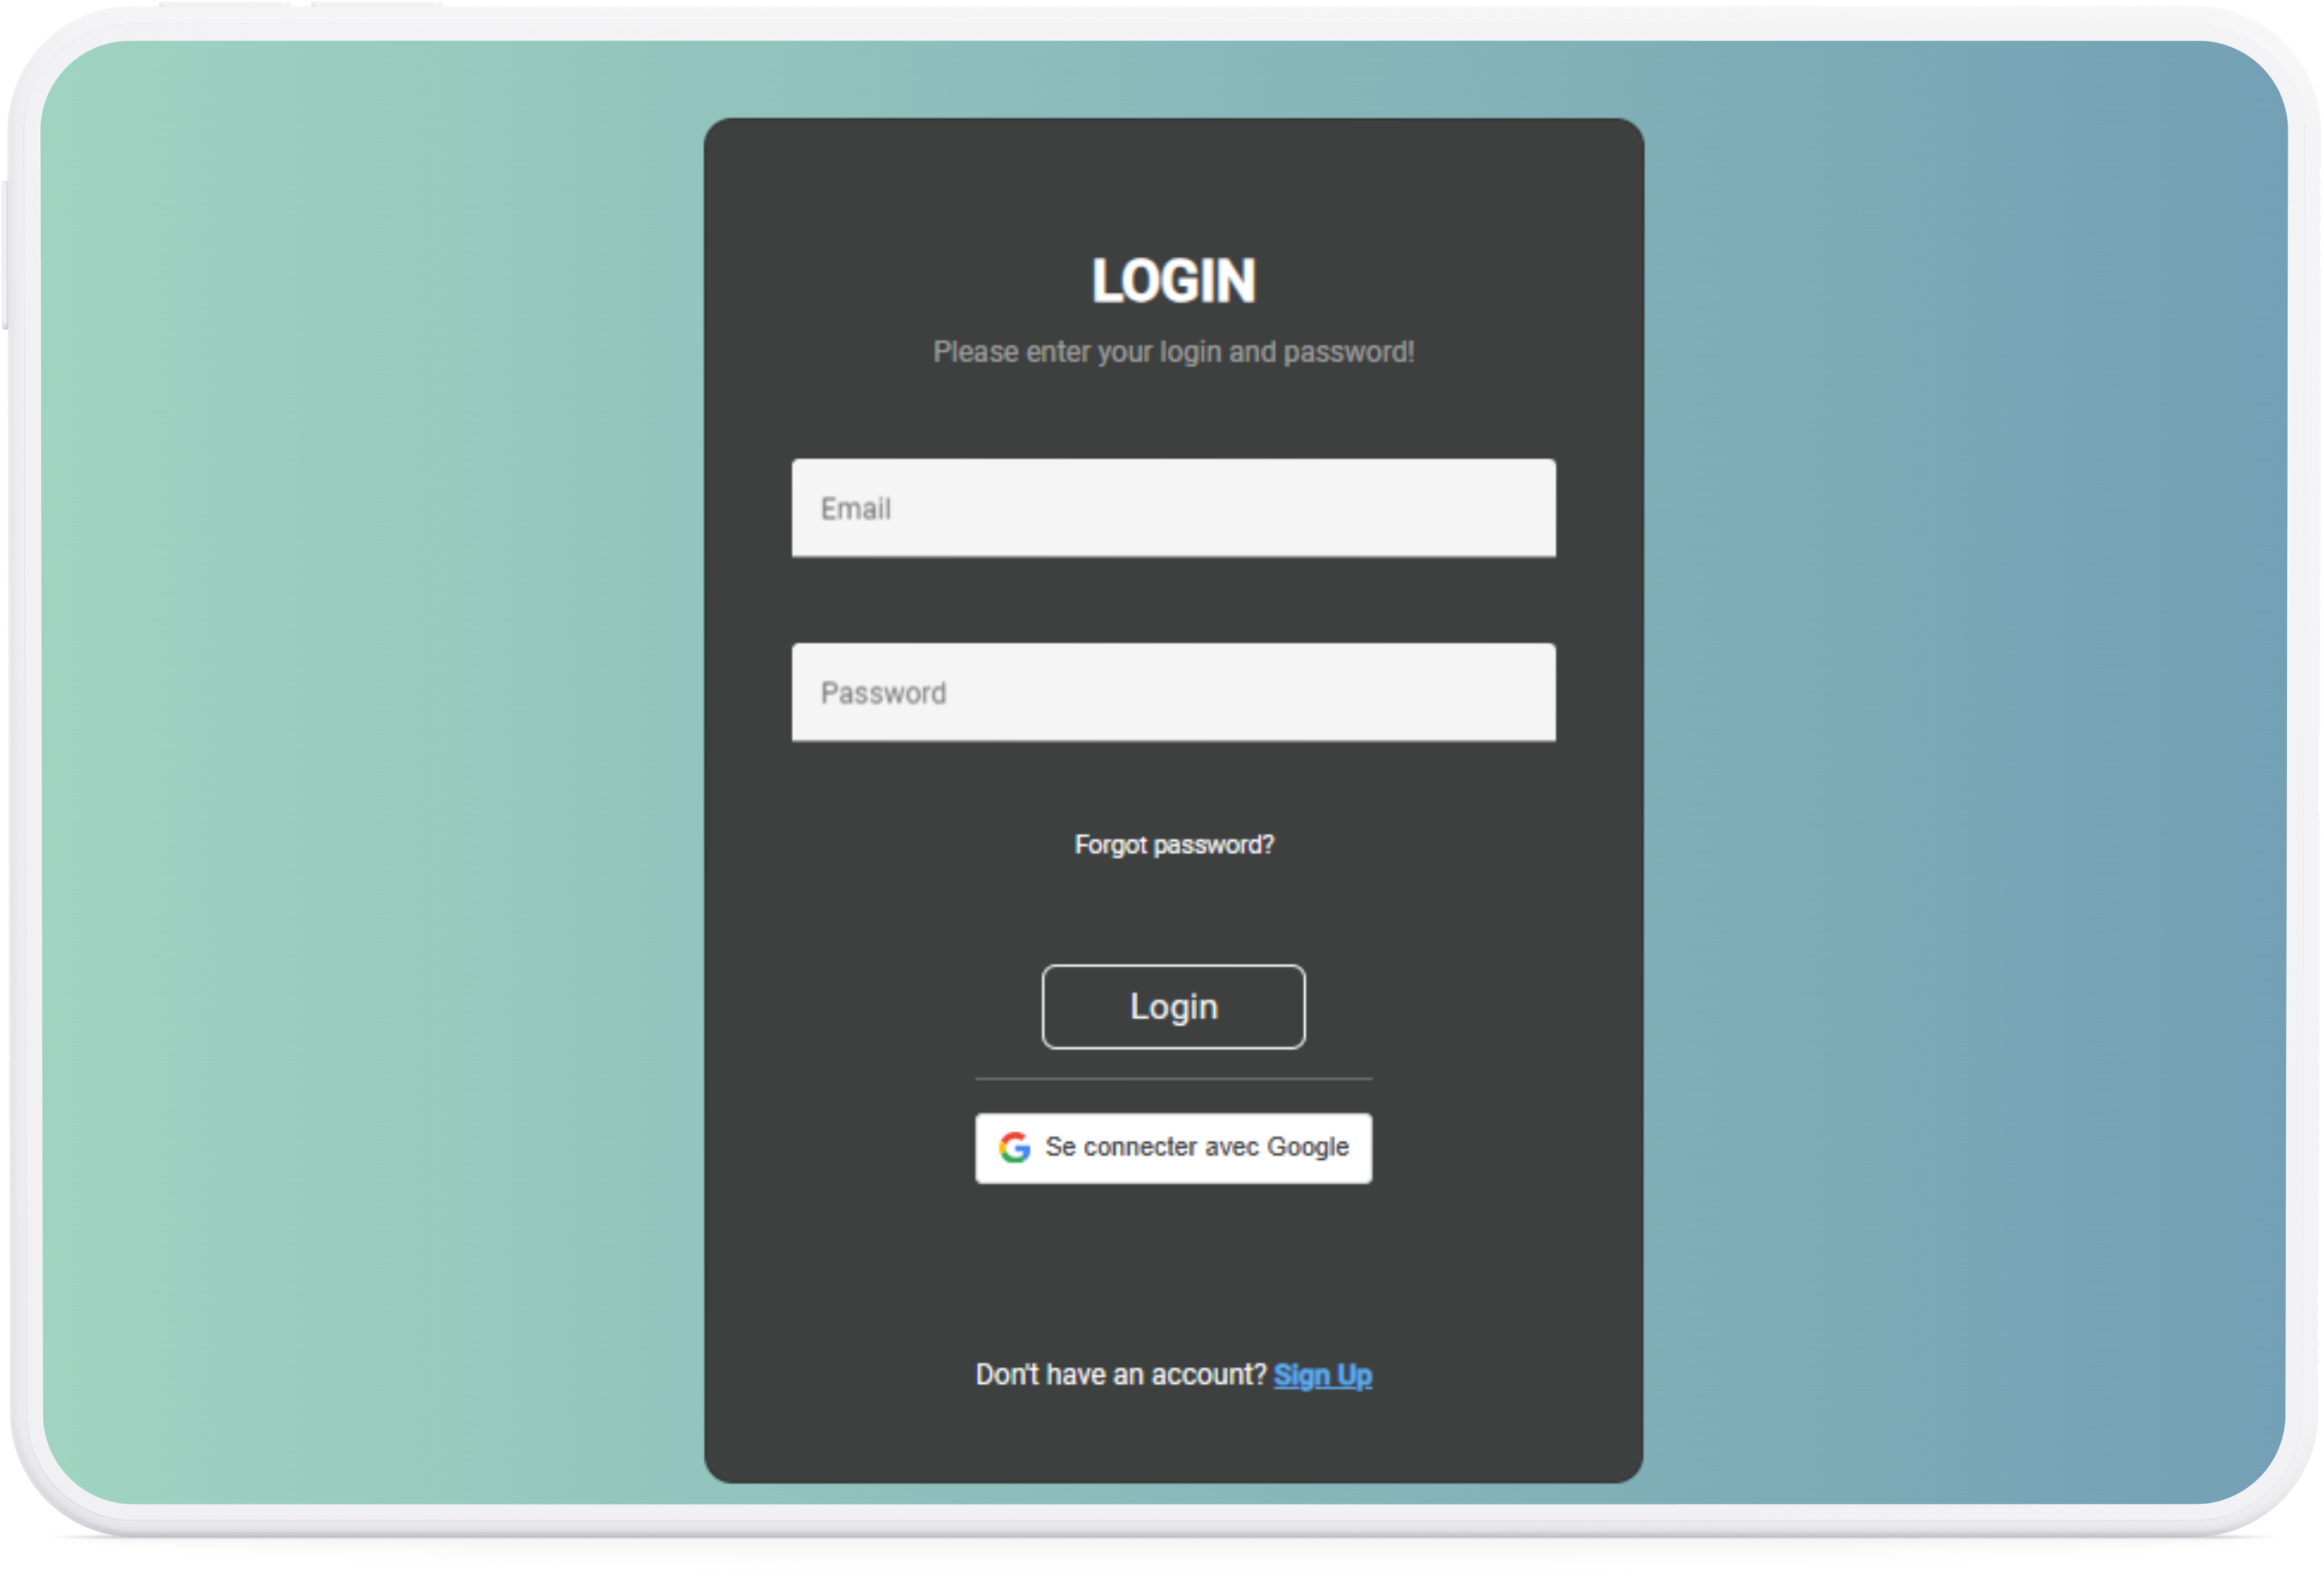 LOGIN
Please enter your login and password!
Email
Password
Forgot password?
Login
Se connecter avec Google
Don't have an account? Sign Up